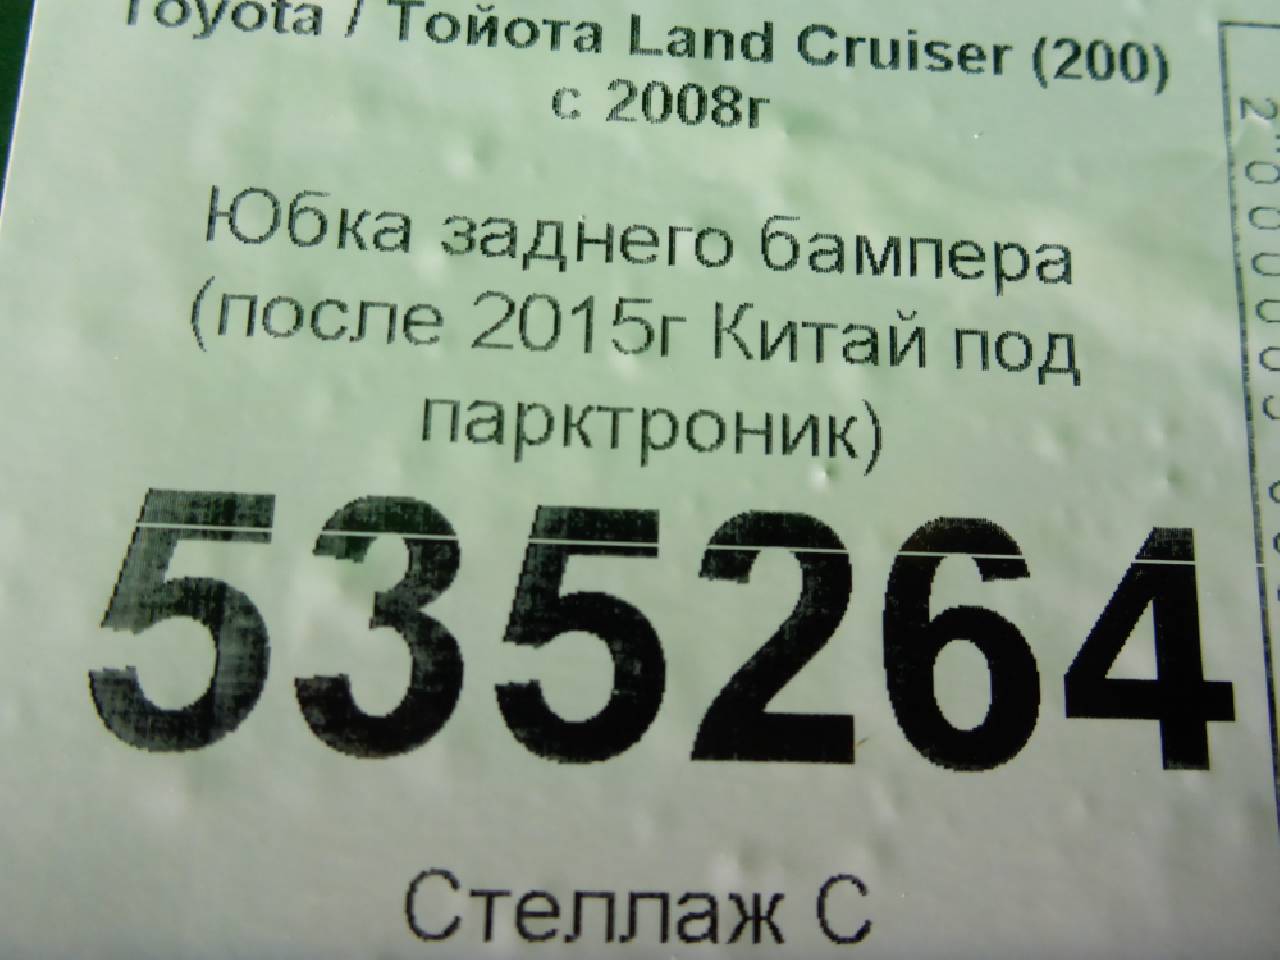 Toyota / Тойота Land Cruiser (200)
с 2008г
Юбка заднего бампера
(после 2015г Китай под
парктроник)
535264
Стеллаж С